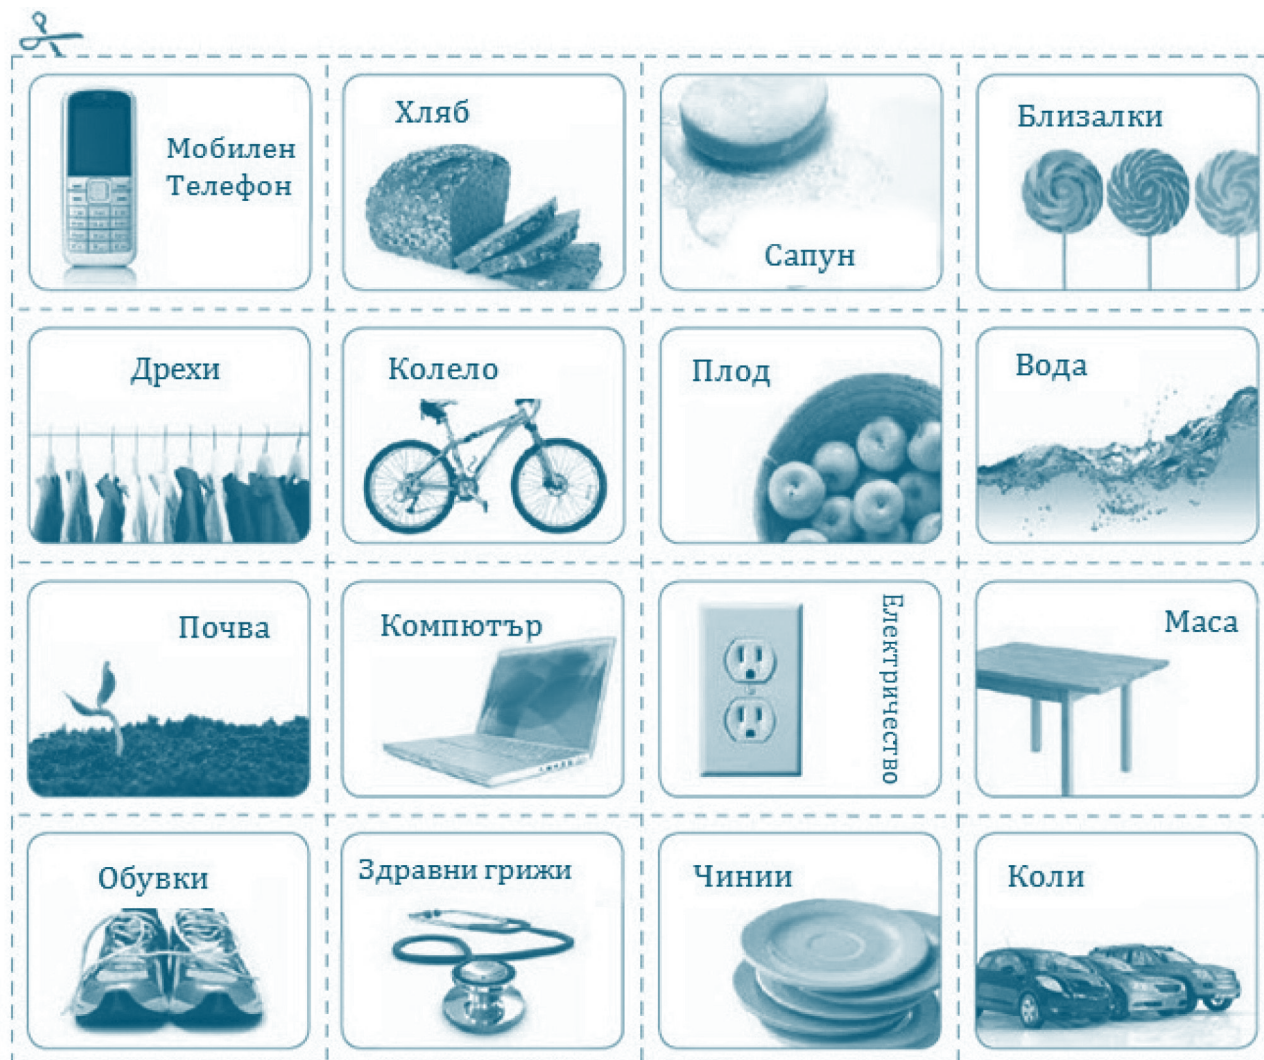 Мобилен
Телефон
Хляб
Сапун
Близалки
Дрехи
Колело
Плод
Вода
Почва
Компютър
Електричество
Маса
Обувки
Здравни грижи
Чинии
Коли